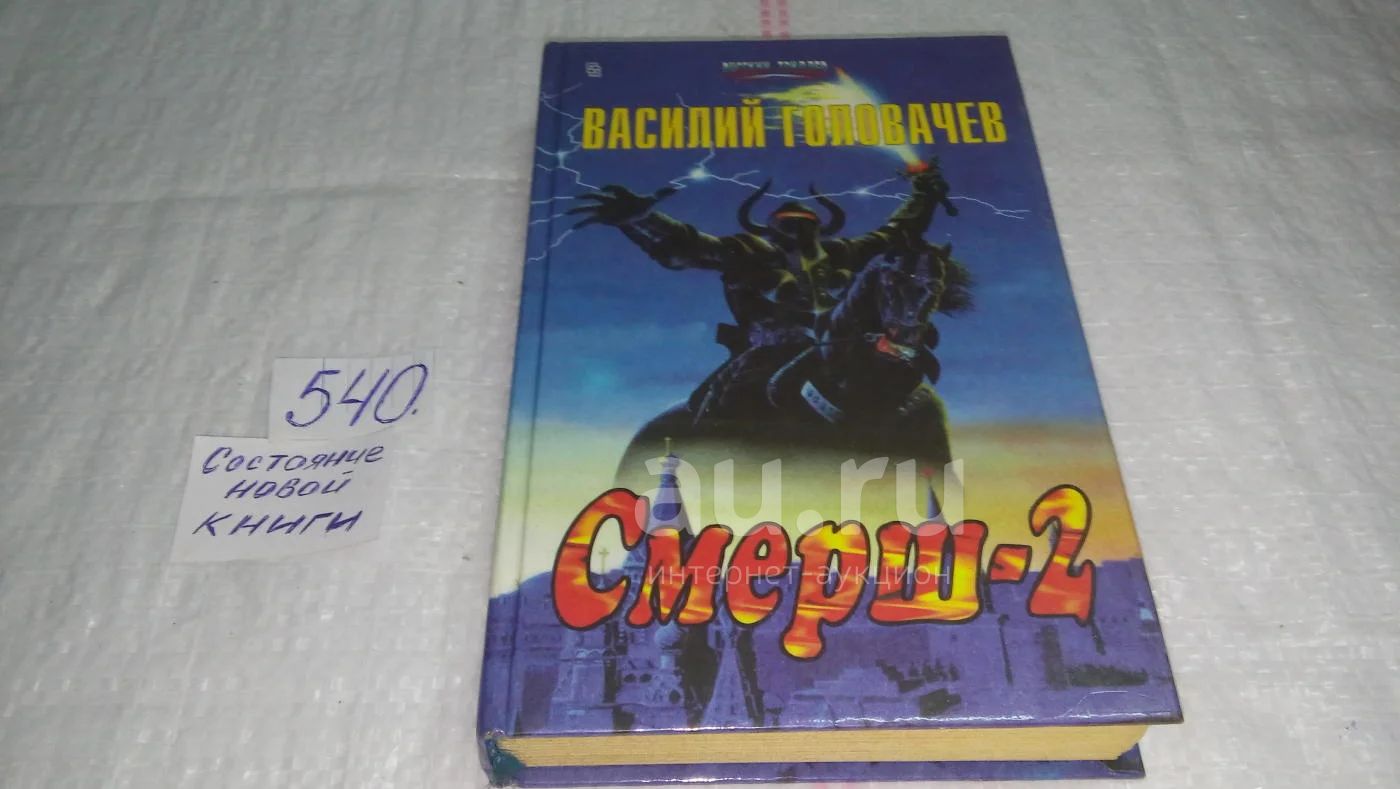 ВАСИЛИЙ ГОЛОВАЧЕВ
540.
Состояние
новой
книги
au.ru
интернет-аукцион
Смерш-2